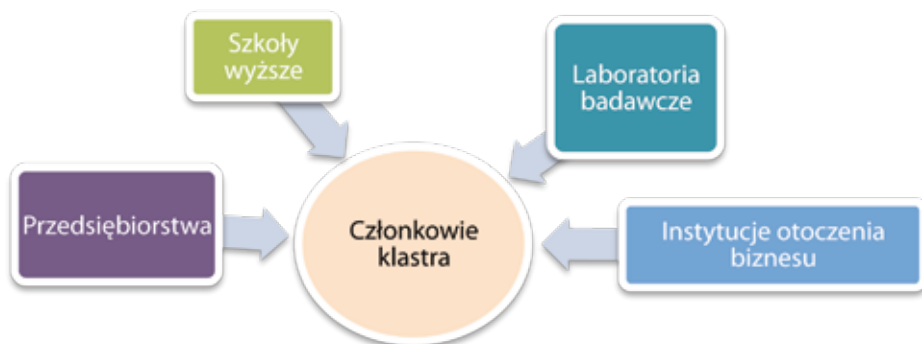 Szkoły
wyższe
Laboratoria
badawcze
Przedsiębiorstwa
Członkowie
klastra
Instytucje otoczenia
biznesu